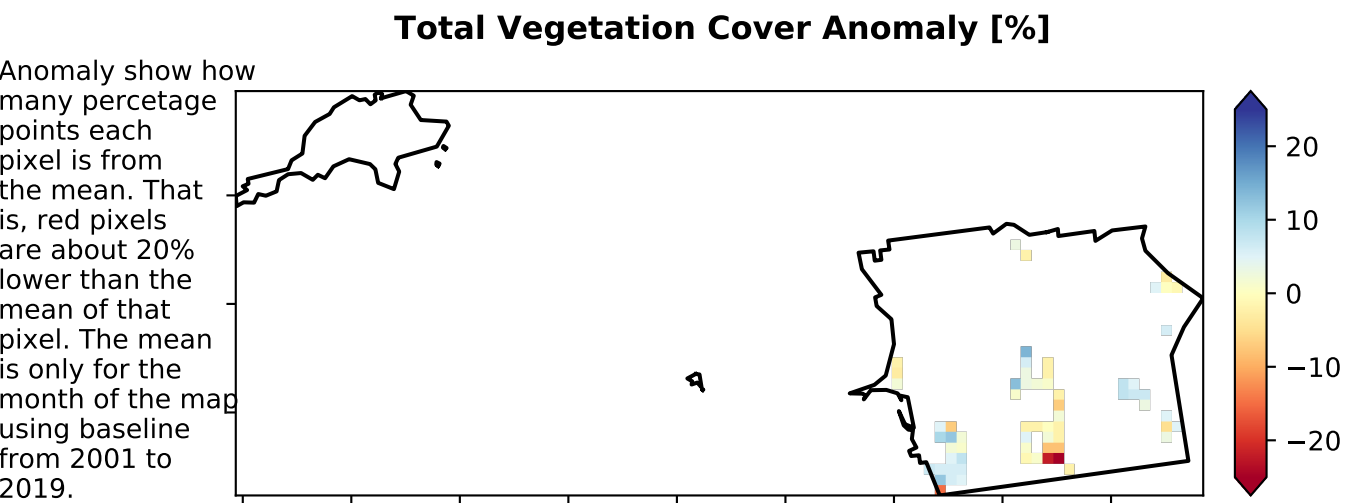 Total Vegetation Cover Anomaly [%]
Anomaly show how
many percetage
points each
pixel is from
the mean. That
is, red pixels
are about 20%
lower than the
mean of that
pixel. The mean
is only for the
month of the map
using baseline
from 2001 to
2019.
20
10
0
−10
−20